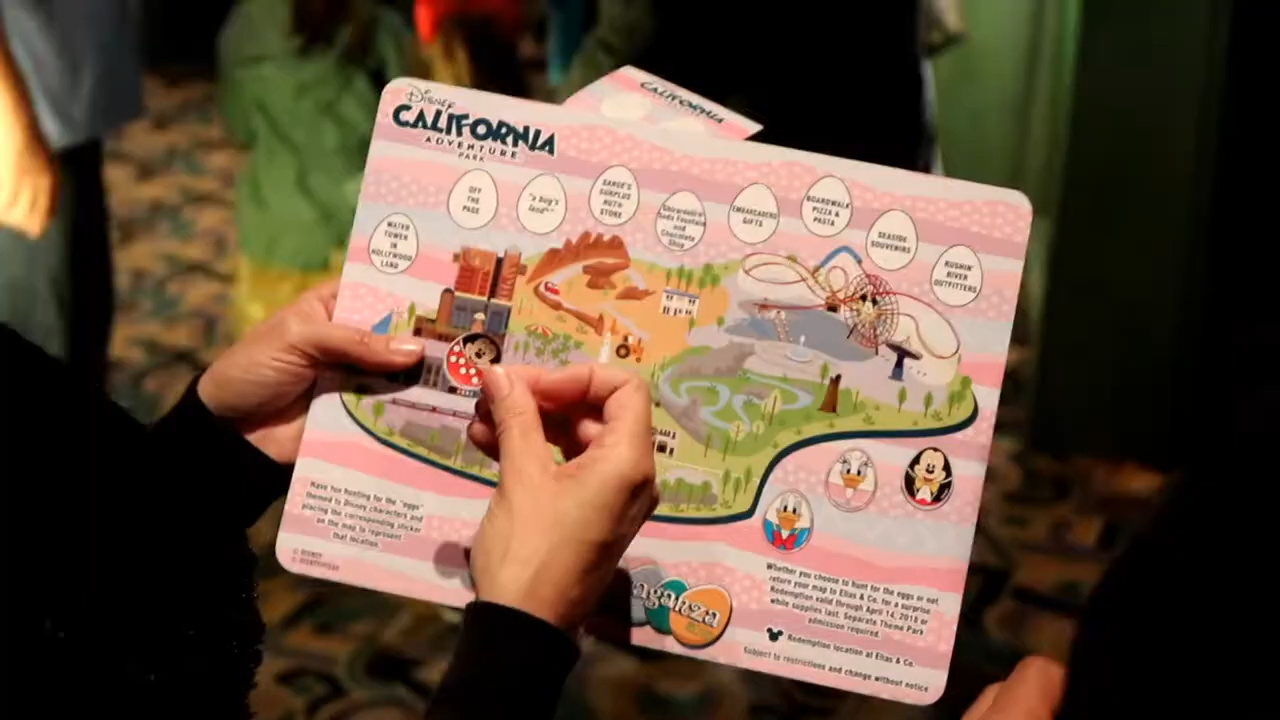 CALIFORNIA
DISNEY
CALIFORNIA
ADVENTURE
PARK
WATER
TOWER
IN
HOLLYWOOD
LAND
OFF
THE
PAGE
"a bug's
land"
SARGE'S
SURPLUS
HUT
STORE
Ghirardelli
Soda Fountain
and
Chocolate
Shop
EMBARCADERO
GIFTS
BOARDWALK
PIZZA &
PASTA
SEASIDE
SOUVENIRS
RUSHIN'
RIVER
OUTFITTERS
Have fun hunting for the "eggs"
themed to Disney characters and
placing the corresponding sticker
on the map to represent
that location.
© DISNEY
© DISNEY/PIXAR
aganza
Whether you choose to hunt for the eggs or not,
return your map to Elias & Co. for a surprise.
Redemption valid through April 14, 2018 or
while supplies last. Separate Theme Park
admission required.
Redemption location at Elias & Co.
Subject to restrictions and change without notice